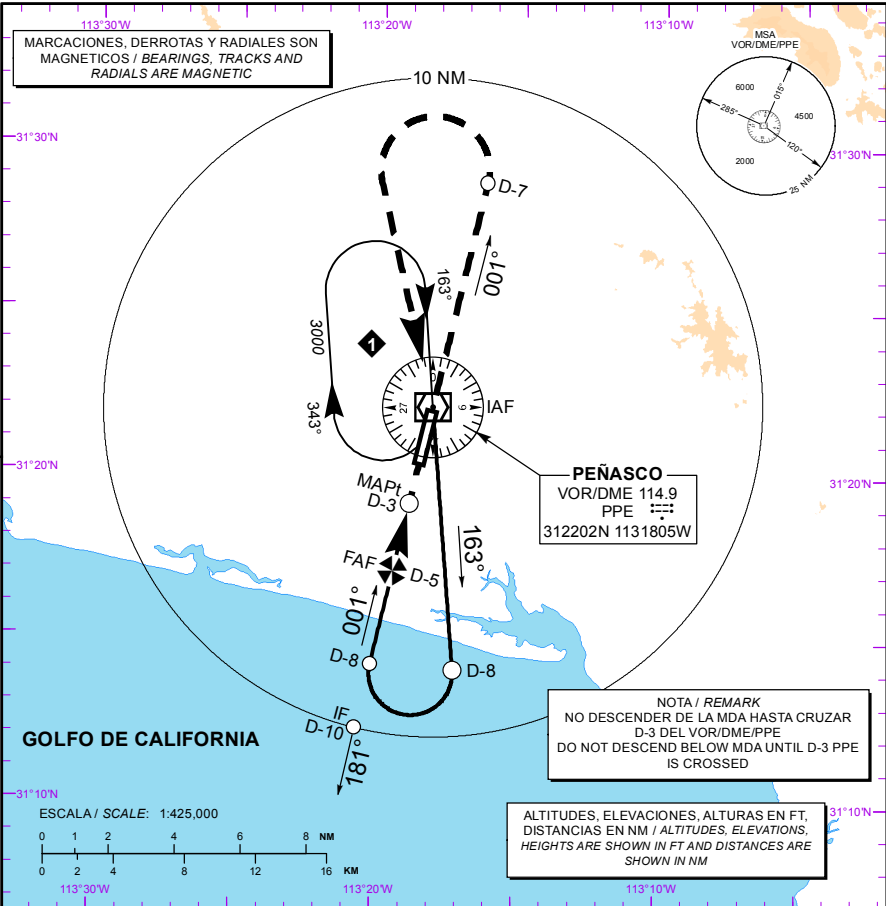 113°30'W
113°20'W
113°10'W
MARCACIONES, DERROTAS Y RADIALES SON
MAGNETICOS / BEARINGS, TRACKS AND
RADIALS ARE MAGNETIC
MSA
VOR/DME/PPE
6000
015°
285°
4500
120°
2000
25 NM
10 NM
31°30'N
31°30'N
D-7
001°
163°
3000
1
343°
0
27
9
IAF
31°20'N
31°20'N
PEÑASCO
VOR/DME 114.9
PPE
312202N 1131805W
MAPt
D-3
163°
FAF
D-5
001°
D-8
D-8
IF
D-10
181°
GOLFO DE CALIFORNIA
NOTA / REMARK
NO DESCENDER DE LA MDA HASTA CRUZAR
D-3 DEL VOR/DME/PPE
DO NOT DESCEND BELOW MDA UNTIL D-3 PPE
IS CROSSED
31°10'N
31°10'N
ESCALA / SCALE: 1:425,000
0 1 2 4 6 8 NM
0 2 4 8 12 16 KM
ALTITUDES, ELEVACIONES, ALTURAS EN FT,
DISTANCIAS EN NM / ALTITUDES, ELEVATIONS,
HEIGHTS ARE SHOWN IN FT AND DISTANCES ARE
SHOWN IN NM
113°30'W
113°20'W
113°10'W